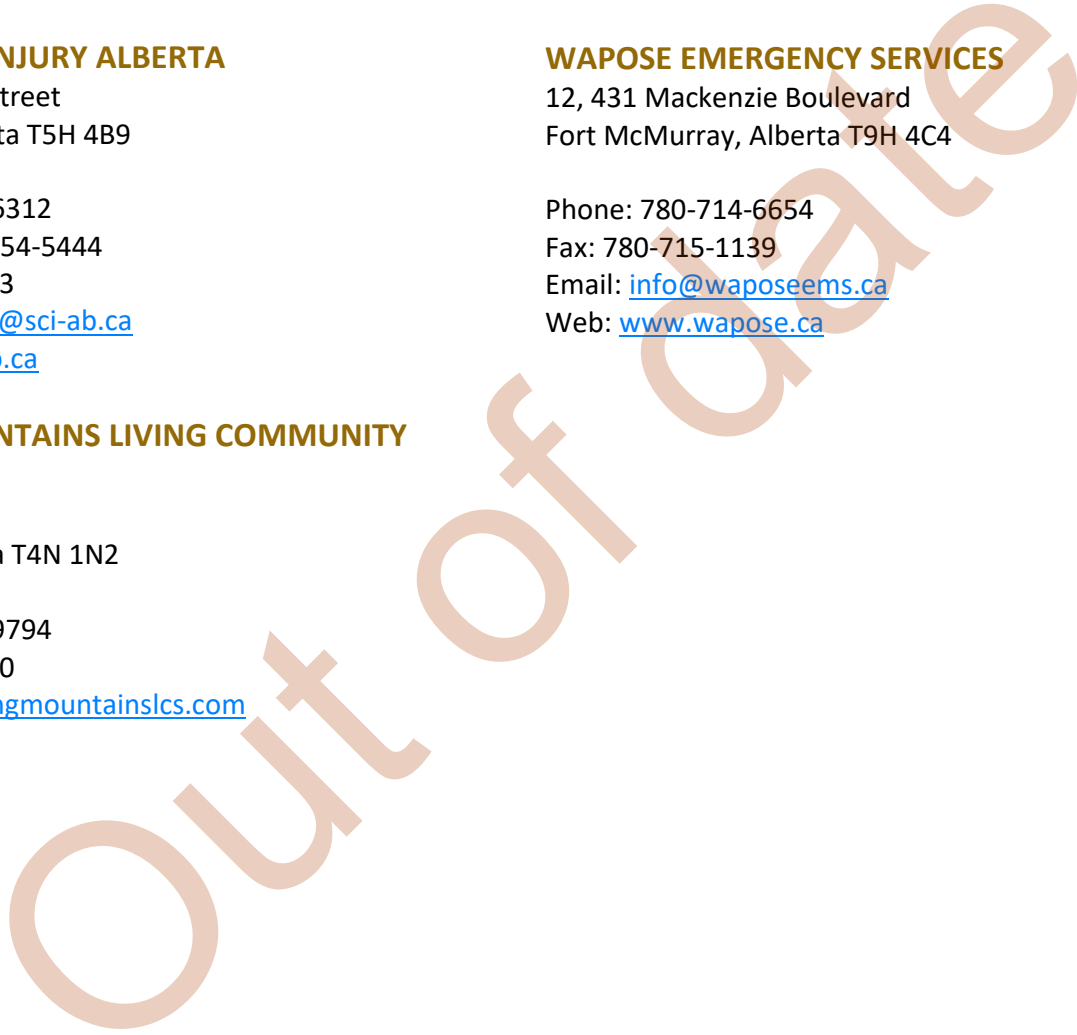 NJURY ALBERTA
treet
ta T5H 4B9
6312
54-5444
3
@sci-ab.ca
o.ca
NTAINS LIVING COMMUNITY
a T4N 1N2
9794
0
ngmountainslcs.com
WAPOSE EMERGENCY SERVICES
12, 431 Mackenzie Boulevard
Fort McMurray, Alberta T9H 4C4
Phone: 780-714-6654
Fax: 780-715-1139
Email: info@waposeems.ca
Web: www.wapose.ca
Out of date